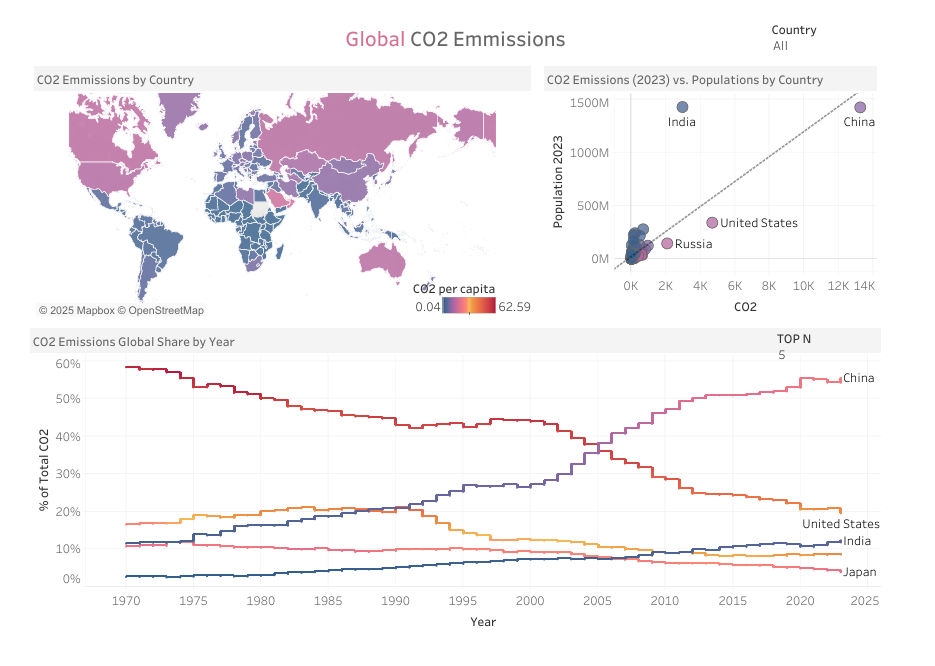 Global CO2 Emmissions
Country
All
CO2 Emmissions by Country
CO2 per capita
0.04
62.59
© 2025 Mapbox © OpenStreetMap
CO2 Emissions (2023) vs. Populations by Country
Population 2023
1500M
1000M
500M
0M
India
China
United States
Russia
0K 2K 4K 6K 8K 10K 12K 14K
CO2
CO2 Emissions Global Share by Year
TOP N
5
% of Total CO2
60%
50%
40%
30%
20%
10%
0%
China
United States
India
Japan
1970 1975 1980 1985 1990 1995 2000 2005 2010 2015 2020 2025
Year